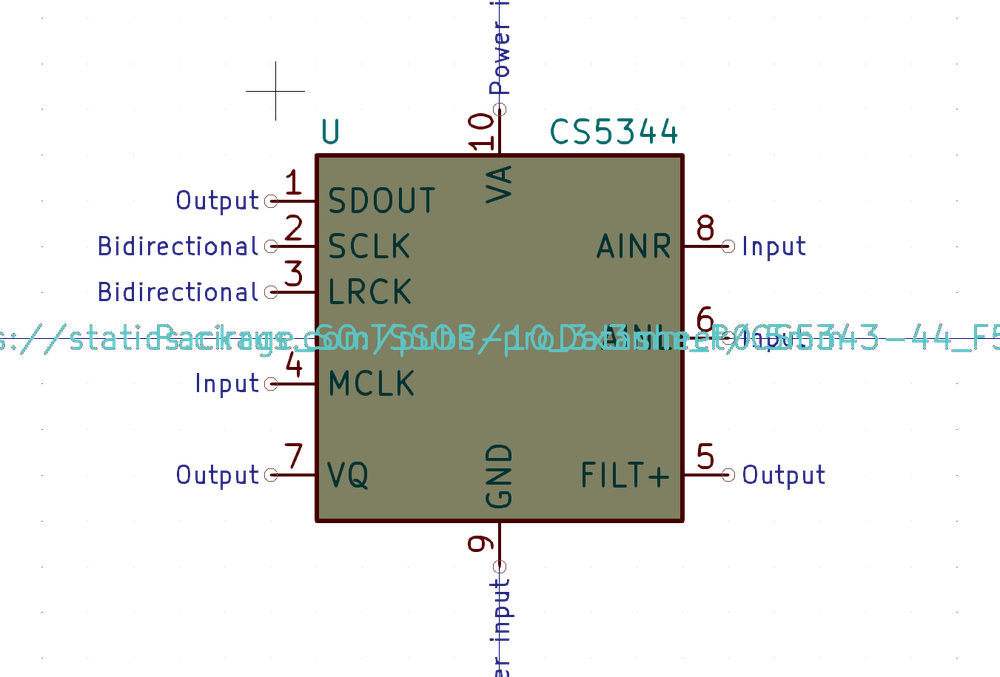 Power i
10
U
CS5344
VA
Output
1
SDOUT
Bidirectional
2
SCLK
AINR
8
Input
Bidirectional
3
LRCK
6
Input
Input
4
MCLK
Output
7
VQ
GND
FILT+
5
Output
9
er input